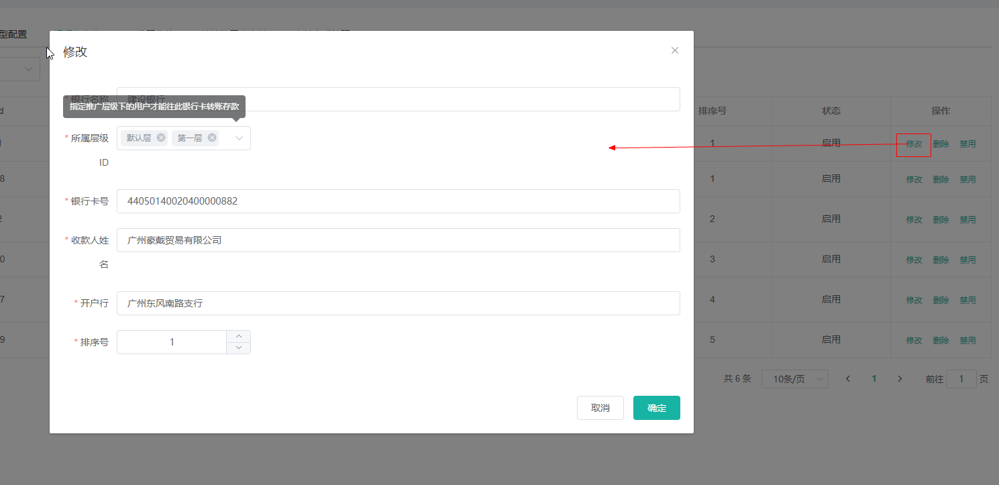 型配置
修改
* 银行名称 建设银行
指定推广层级下的用户才能往此银行卡转账存款
* 所属层级ID 默认层 第一层
* 银行卡号 44050140020400000882
* 收款人姓名 广州豪戴贸易有限公司
* 开户行 广州东风南路支行
* 排序号 1
取消 确定
排序号 状态 操作
1 启用 修改 删除 禁用
8 1 启用 修改 删除 禁用
2 启用 修改 删除 禁用
0 3 启用 修改 删除 禁用
7 4 启用 修改 删除 禁用
9 5 启用 修改 删除 禁用
共 6 条 10条/页 1 前往 1 页